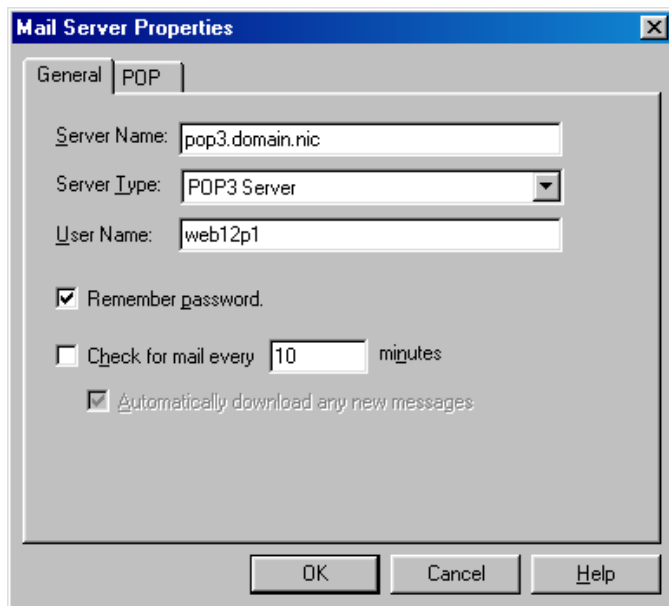 Mail Server Properties
General POP
Server Name: pop3.domain.nic
Server Type: POP3 Server
User Name: web12p1
Remember password.
Check for mail every 10 minutes
Automatically download any new messages
OK Cancel Help